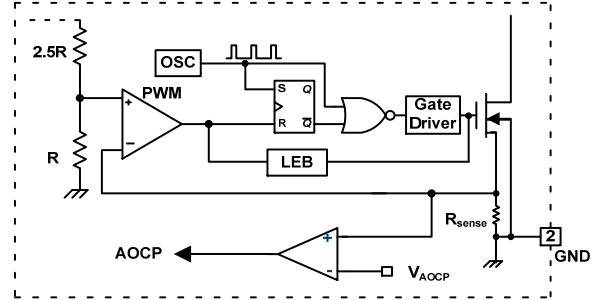 2.5R
OSC
PWM
S Q
+
R Q̅
−
Gate
Driver
R
LEB
Rsense
2
GND
+
AOCP
-
VAOCP